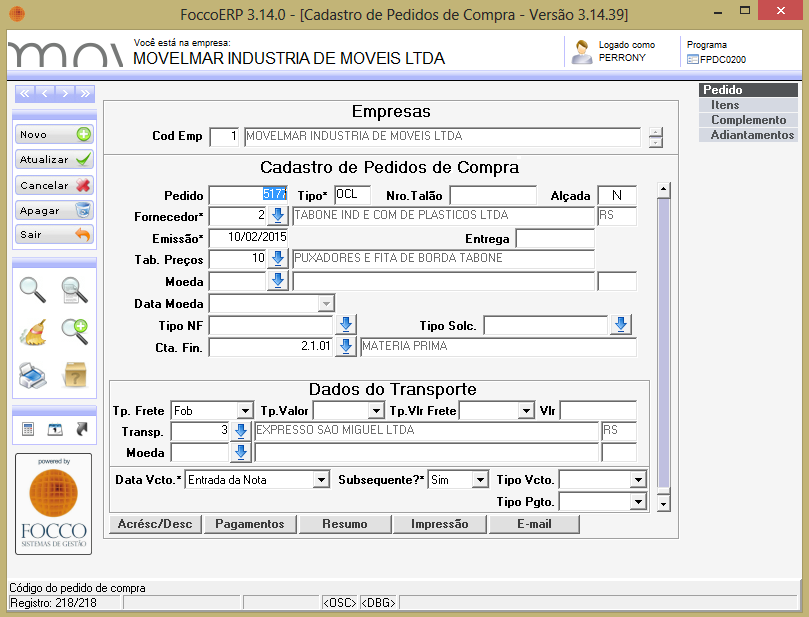 FoccoERP 3.14.0 - [Cadastro de Pedidos de Compra - Versão 3.14.39]
mov
Você está na empresa:
MOVELMAR INDUSTRIA DE MOVEIS LTDA
Logado como
PERRONY
Programa
FPDC0200
Pedido
Itens
Complemento
Adiantamentos
Novo
Atualizar
Cancelar
Apagar
Sair
powered by
FOCCO
SISTEMAS DE GESTÃO
Empresas
Cod Emp 1 MOVELMAR INDUSTRIA DE MOVEIS LTDA
Cadastro de Pedidos de Compra
Pedido 5177 Tipo* OCL Nro.Talão Alçada N
Fornecedor* 2 TABONE IND E COM DE PLASTICOS LTDA RS
Emissão* 10/02/2015 Entrega
Tab. Preços 10 PUXADORES E FITA DE BORDA TABONE
Moeda
Data Moeda
Tipo NF Tipo Solc.
Cta. Fin. 2.1.01 MATERIA PRIMA
Dados do Transporte
Tp. Frete Fob Tp.Valor Tp.Vlr Frete Vlr
Transp. 3 EXPRESSO SAO MIGUEL LTDA RS
Moeda
Data Vcto.* Entrada da Nota Subsequente?* Sim Tipo Vcto.
Tipo Pgto.
Acrésc/Desc Pagamentos Resumo Impressão E-mail
Código do pedido de compra
Registro: 218/218 <OSC> <DBG>